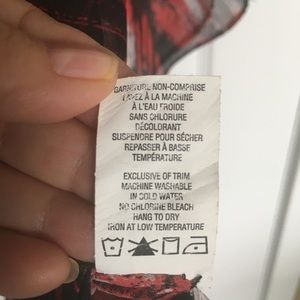 GARNITURE NON-COMPRISE
LAVEZ À LA MACHINE
À L'EAU FROIDE
SANS CHLORURE
DÉCOLORANT
SUSPENDRE POUR SÉCHER
REPASSER À BASSE
TEMPÉRATURE
EXCLUSIVE OF TRIM
MACHINE WASHABLE
IN COLD WATER
NO CHLORINE BLEACH
HANG TO DRY
IRON AT LOW TEMPERATURE